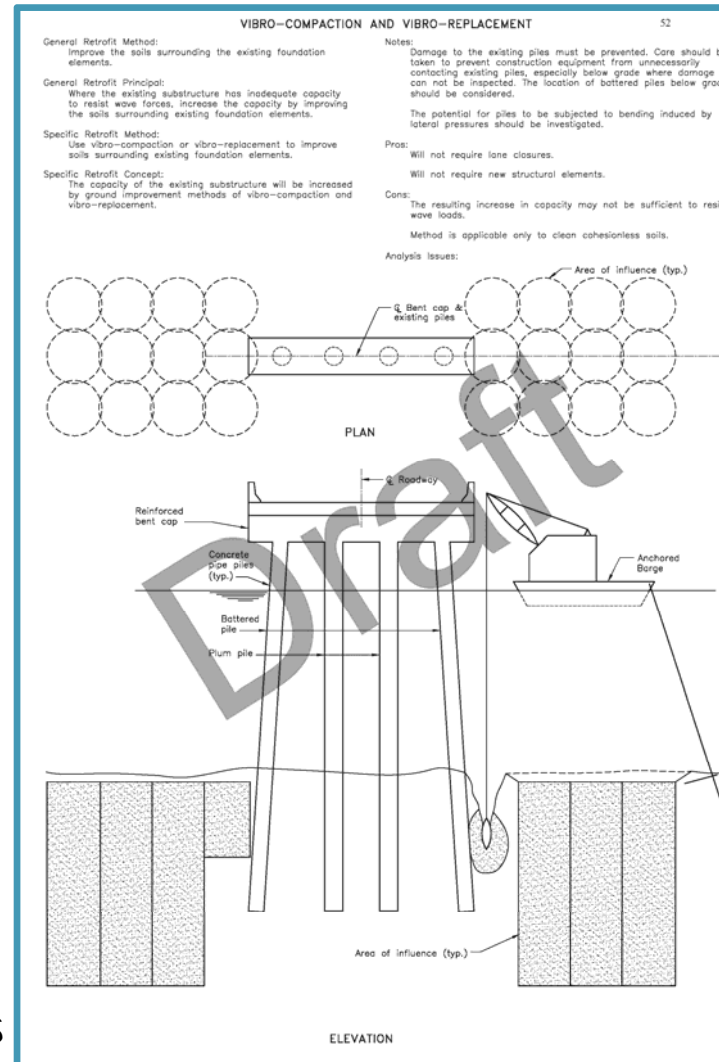 VIBRO-COMPACTION AND VIBRO-REPLACEMENT
52
General Retrofit Method:
Improve the soils surrounding the existing foundation
elements.
General Retrofit Principal:
Where the existing substructure has inadequate capacity
to resist wave forces, increase the capacity by improving
the soils surrounding existing foundation elements.
Specific Retrofit Method:
Use vibro-compaction or vibro-replacement to improve
soils surrounding existing foundation elements.
Specific Retrofit Concept:
The capacity of the existing substructure will be increased
by ground improvement methods of vibro-compaction and
vibro-replacement.
Notes:
Damage to the existing piles must be prevented. Care should b
taken to prevent construction equipment from unnecessarily
contacting existing piles, especially below grade where damage
can not be inspected. The location of battered piles below grad
should be considered.
The potential for piles to be subjected to bending induced by
lateral pressures should be investigated.
Pros:
Will not require lane closures.
Will not require new structural elements.
Cons:
The resulting increase in capacity may not be sufficient to resi
wave loads.
Method is applicable only to clean cohesionless soils.
Analysis Issues:
Area of influence (typ.)
℄ Bent cap &
existing piles
PLAN
Draft
℄ Roadway
Reinforced
bent cap
Concrete
pipe piles
(typ.)
Anchored
Barge
Battered
pile
Plum pile
Area of influence (typ.)
ELEVATION